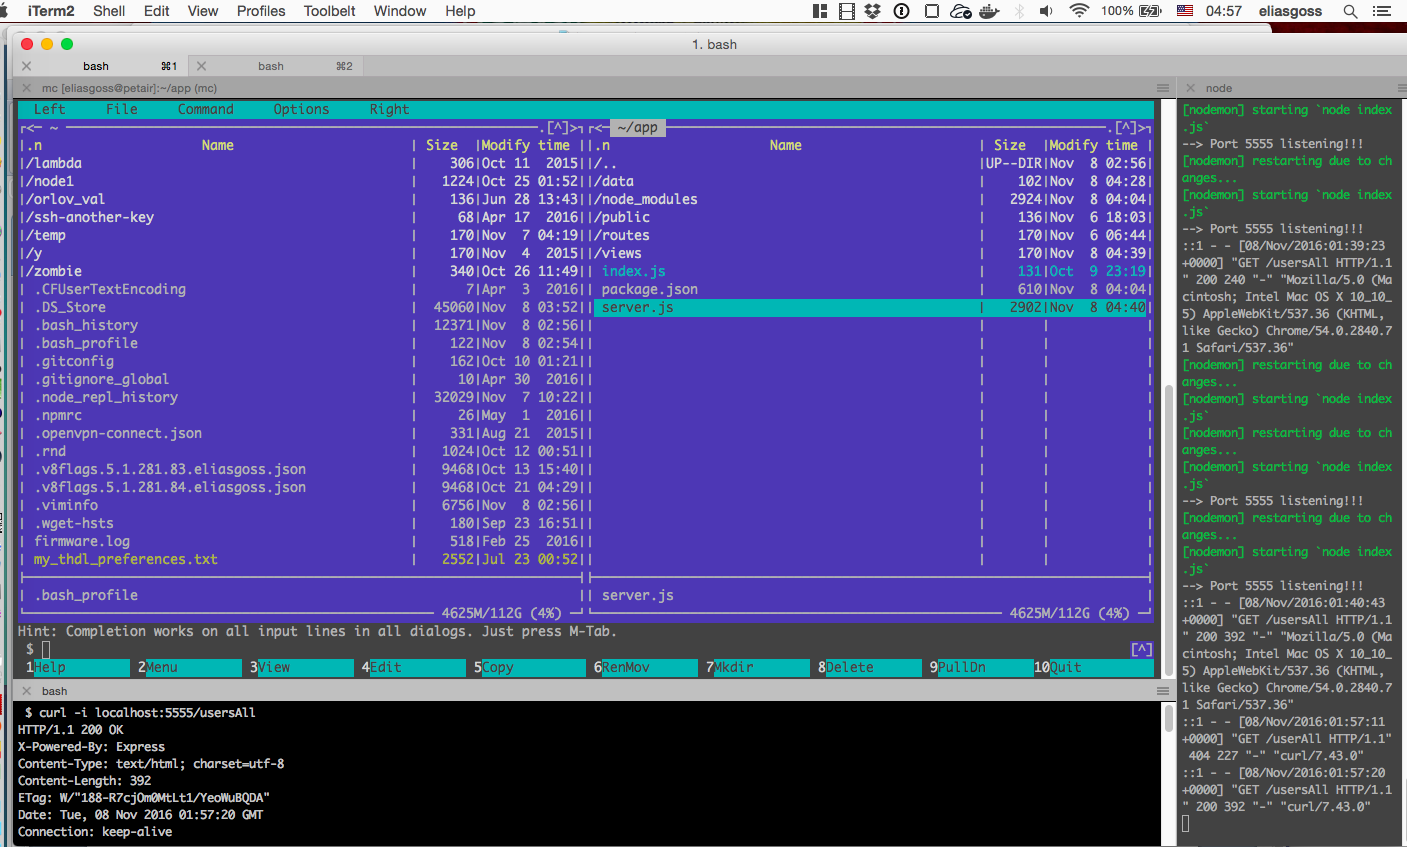 iTerm2 Shell Edit View Profiles Toolbelt Window Help 100% 04:57 eliasgoss
1. bash
bash ⌘1 bash ⌘2
mc [eliasgoss@petair]:~/app (mc)
Left File Command Options Right
~ .[^]> ~/app .[^]>
.n Name Size Modify time .n Name Size Modify time
/lambda 306 Oct 11 2015 /.. UP--DIR Nov 8 02:56
/node1 1224 Oct 25 01:52 /data 102 Nov 8 04:28
/orlov_val 136 Jun 28 13:43 /node_modules 2924 Nov 8 04:04
/ssh-another-key 68 Apr 17 2016 /public 136 Nov 6 18:03
/temp 170 Nov 7 04:19 /routes 170 Nov 6 06:44
/y 170 Nov 4 2015 /views 170 Nov 8 04:39
/zombie 340 Oct 26 11:49 index.js 131 Oct 9 23:19
.CFUserTextEncoding 7 Apr 3 2016 package.json 610 Nov 8 04:04
.DS_Store 45060 Nov 8 03:52 server.js 2902 Nov 8 04:40
.bash_history 12371 Nov 8 02:56
.bash_profile 122 Nov 8 02:54
.gitconfig 162 Oct 10 01:21
.gitignore_global 10 Apr 30 2016
.node_repl_history 32029 Nov 7 10:22
.npmrc 26 May 1 2016
.openvpn-connect.json 331 Aug 21 2015
.rnd 1024 Oct 12 00:51
.v8flags.5.1.281.83.eliasgoss.json 9468 Oct 13 15:40
.v8flags.5.1.281.84.eliasgoss.json 9468 Oct 21 04:29
.viminfo 6756 Nov 8 02:56
.wget-hsts 180 Sep 23 16:51
firmware.log 518 Feb 25 2016
my_thdl_preferences.txt 2552 Jul 23 00:52
.bash_profile server.js
4625M/112G (4%) 4625M/112G (4%)
Hint: Completion works on all input lines in all dialogs. Just press M-Tab.
$ [^]
1Help 2Menu 3View 4Edit 5Copy 6RenMov 7Mkdir 8Delete 9PullDn 10Quit
bash
$ curl -i localhost:5555/usersAll
HTTP/1.1 200 OK
X-Powered-By: Express
Content-Type: text/html; charset=utf-8
Content-Length: 392
ETag: W/"188-R7cjOm0MtLt1/YeoWuBQDA"
Date: Tue, 08 Nov 2016 01:57:20 GMT
Connection: keep-alive
node
[nodemon] starting `node index
.js`
--> Port 5555 listening!!!
[nodemon] restarting due to ch
anges...
[nodemon] starting `node index
.js`
--> Port 5555 listening!!!
::1 - - [08/Nov/2016:01:39:23
+0000] "GET /usersAll HTTP/1.1
" 200 240 "-" "Mozilla/5.0 (Ma
cintosh; Intel Mac OS X 10_10_
5) AppleWebKit/537.36 (KHTML,
like Gecko) Chrome/54.0.2840.7
1 Safari/537.36"
[nodemon] restarting due to ch
anges...
[nodemon] starting `node index
.js`
[nodemon] restarting due to ch
anges...
[nodemon] starting `node index
.js`
--> Port 5555 listening!!!
[nodemon] restarting due to ch
anges...
[nodemon] starting `node index
.js`
--> Port 5555 listening!!!
::1 - - [08/Nov/2016:01:40:43
+0000] "GET /usersAll HTTP/1.1
" 200 392 "-" "Mozilla/5.0 (Ma
cintosh; Intel Mac OS X 10_10_
5) AppleWebKit/537.36 (KHTML,
like Gecko) Chrome/54.0.2840.7
1 Safari/537.36"
::1 - - [08/Nov/2016:01:57:11
+0000] "GET /userAll HTTP/1.1"
404 227 "-" "curl/7.43.0"
::1 - - [08/Nov/2016:01:57:20
+0000] "GET /usersAll HTTP/1.1
" 200 392 "-" "curl/7.43.0"